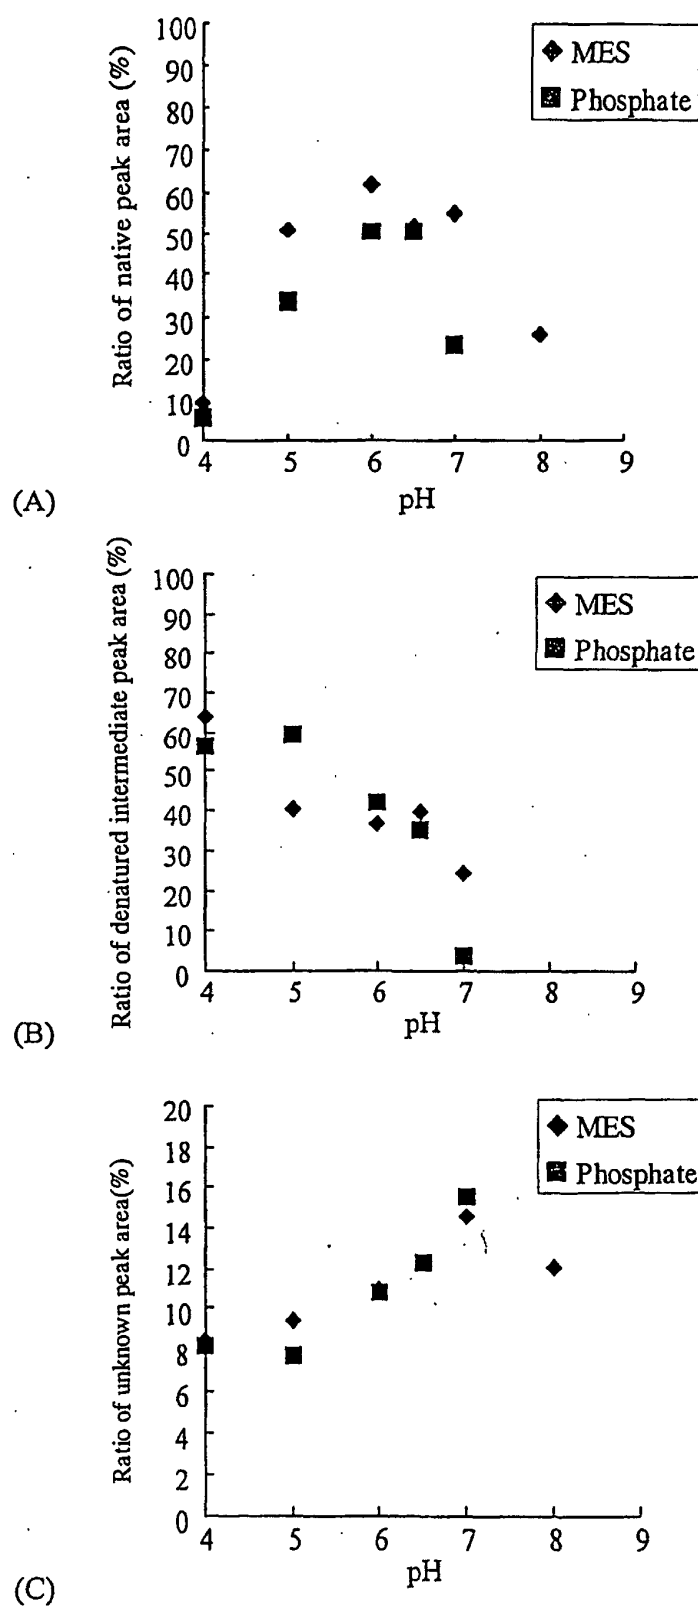 Ratio of native peak area (%)
100
90
80
70
60
50
40
30
20
10
0
4 5 6 7 8 9
pH
MES
Phosphate
(A)
Ratio of denatured intermediate peak area (%)
100
90
80
70
60
50
40
30
20
10
0
4 5 6 7 8 9
pH
MES
Phosphate
(B)
Ratio of unknown peak area(%)
20
18
16
14
12
10
8
6
4
2
0
4 5 6 7 8 9
pH
MES
Phosphate
(C)